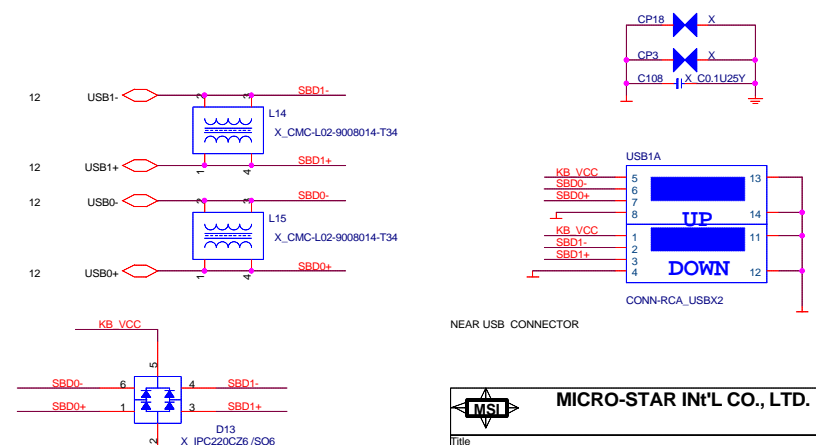 CP18 X
CP3 X
C108 X_C0.1U25Y
12 USB1- SBD1-
2 3
L14
X_CMC-L02-9008014-T34
12 USB1+ SBD1+
1 4
12 USB0- SBD0-
2 3
L15
X_CMC-L02-9008014-T34
12 USB0+ SBD0+
1 4
USB1A
KB_VCC 5 13
SBD0- 6
SBD0+ 7
8 UP 14
KB_VCC 1 11
SBD1- 2
SBD1+ 3
4 DOWN 12
CONN-RCA_USBX2
NEAR USB CONNECTOR
KB_VCC
5
SBD0- 6 4 SBD1-
SBD0+ 1 3 SBD1+
2
D13
X_IPC220CZ6 /SO6
MSI
MICRO-STAR INt'L CO., LTD.
Title